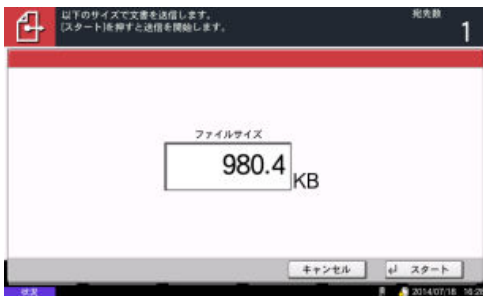 以下のサイズで文書を送信します。
[スタート]を押すと送信を開始します。
宛先数
1
ファイルサイズ
980.4
KB
キャンセル
スタート
状況
2014/07/18 16:28